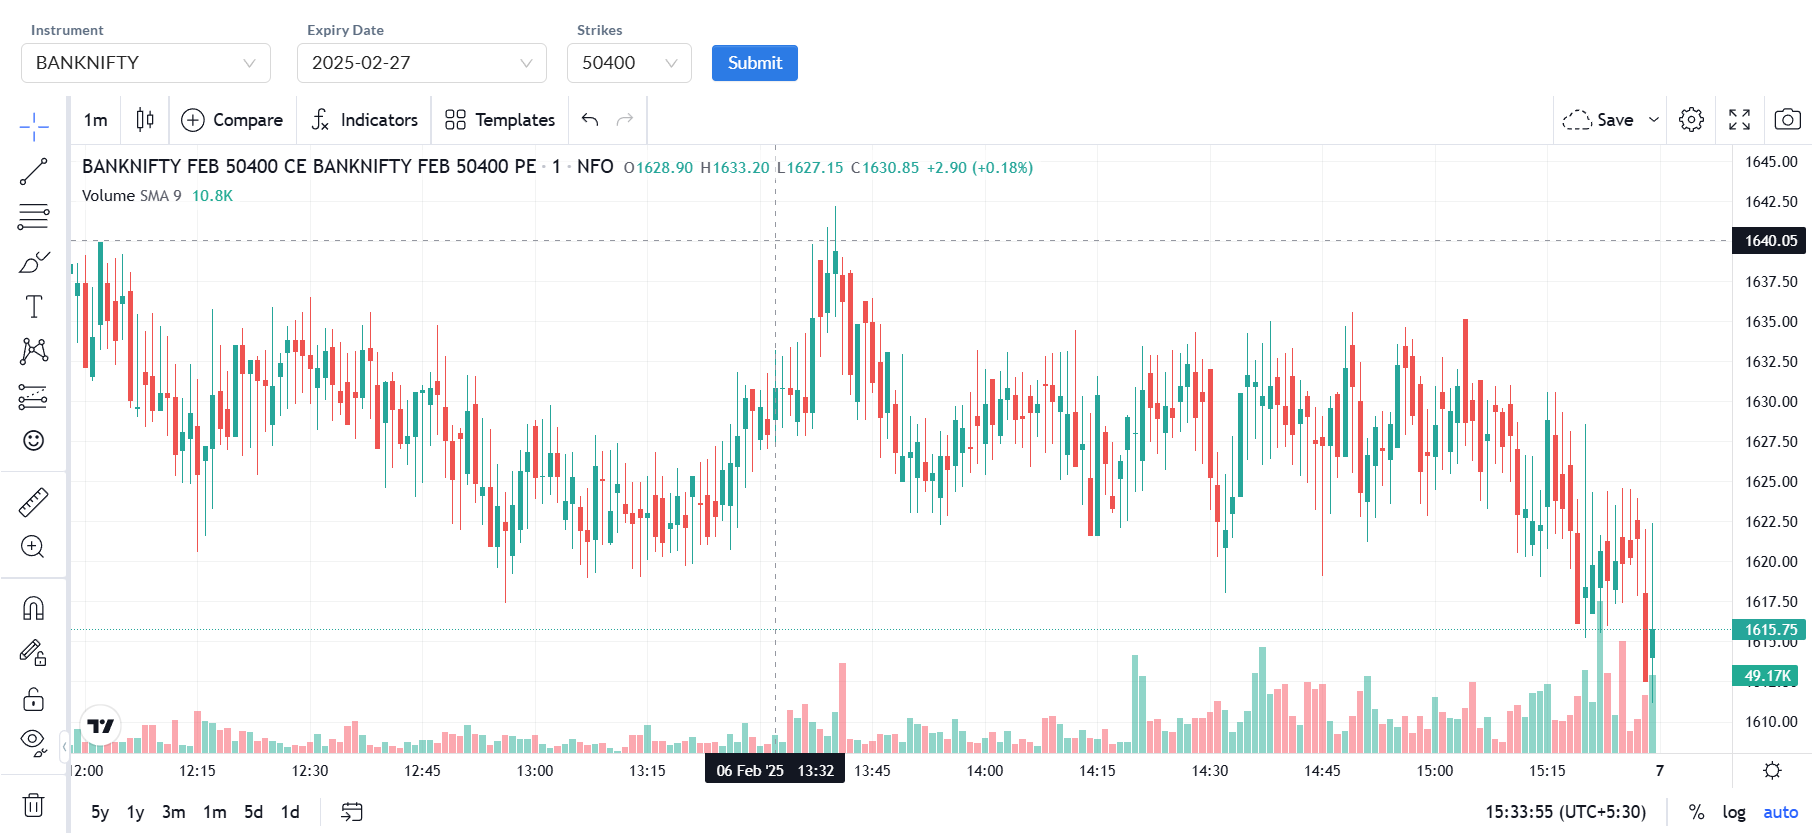 Instrument Expiry Date Strikes
BANKNIFTY 2025-02-27 50400 Submit
1m Compare Indicators Templates Save
BANKNIFTY FEB 50400 CE BANKNIFTY FEB 50400 PE · 1 · NFO O1628.90 H1633.20 L1627.15 C1630.85 +2.90 (+0.18%)
Volume SMA 9 10.8K
1645.00
1642.50
1640.05
1637.50
1635.00
1632.50
1630.00
1627.50
1625.00
1622.50
1620.00
1617.50
1615.75
1615.00
49.17K
1610.00
12:00 12:15 12:30 12:45 13:00 13:15 06 Feb '25 13:32 13:45 14:00 14:15 14:30 14:45 15:00 15:15 7
5y 1y 3m 1m 5d 1d 15:33:55 (UTC+5:30) % log auto